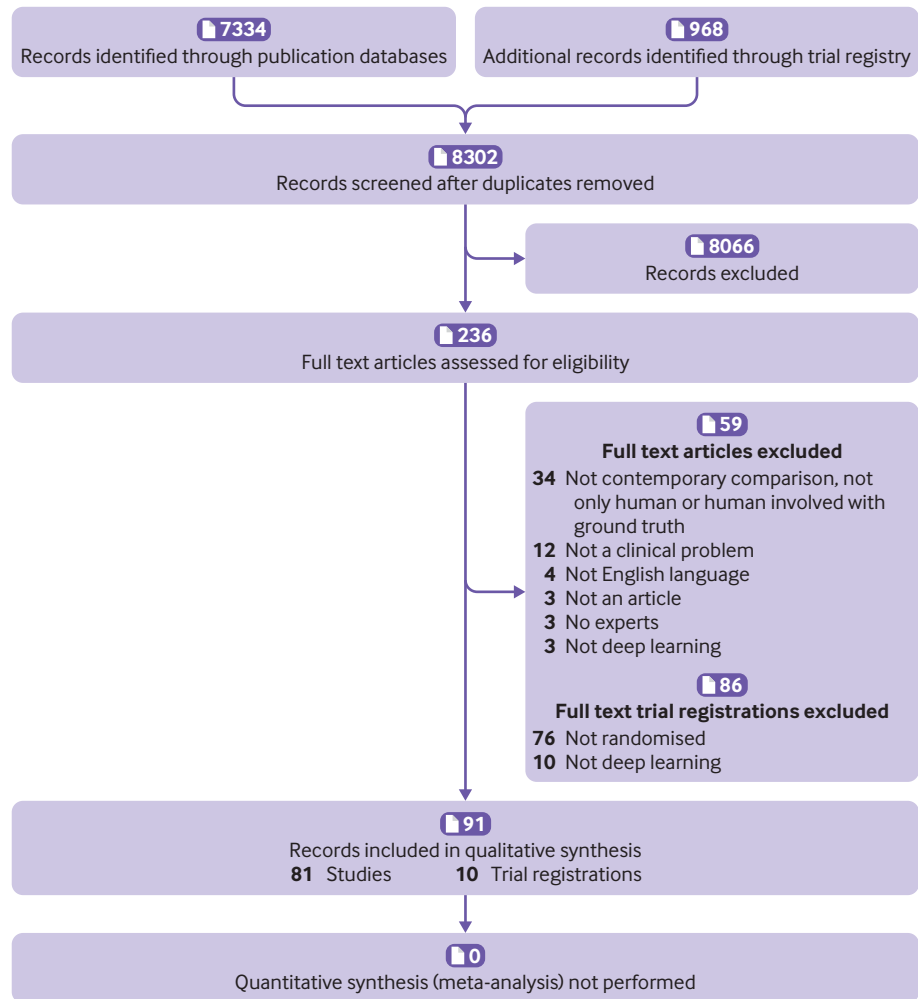 7334
Records identified through publication databases
968
Additional records identified through trial registry
8302
Records screened after duplicates removed
8066
Records excluded
236
Full text articles assessed for eligibility
59
Full text articles excluded
34 Not contemporary comparison, not
only human or human involved with
ground truth
12 Not a clinical problem
4 Not English language
3 Not an article
3 No experts
3 Not deep learning
86
Full text trial registrations excluded
76 Not randomised
10 Not deep learning
91
Records included in qualitative synthesis
81 Studies 10 Trial registrations
0
Quantitative synthesis (meta-analysis) not performed